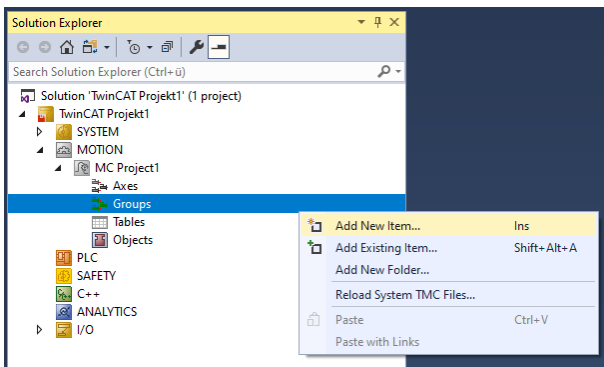 Solution Explorer
Search Solution Explorer (Ctrl+ü)
Solution 'TwinCAT Projekt1' (1 project)
TwinCAT Projekt1
SYSTEM
MOTION
MC Project1
Axes
Groups
Tables
Objects
PLC
SAFETY
C++
ANALYTICS
I/O
Add New Item... Ins
Add Existing Item... Shift+Alt+A
Add New Folder...
Reload System TMC Files...
Paste Ctrl+V
Paste with Links